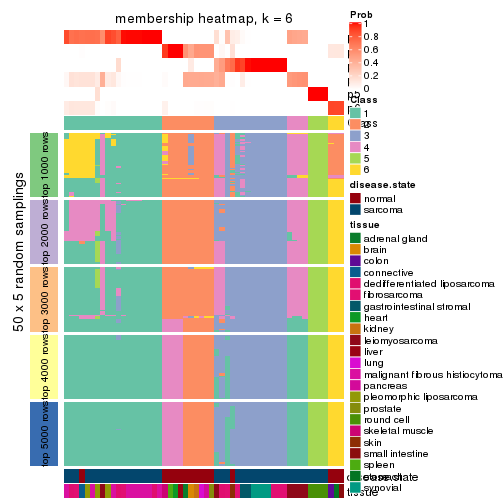 membership heatmap, k = 6
50 x 5 random samplings
top 1000 rows
top 2000 rows
top 3000 rows
top 4000 rows
top 5000 rows
Prob
1
0.8
0.6
0.4
0.2
0
p5
Class
1
2
3
4
5
6
disease.state
normal
sarcoma
tissue
adrenal gland
brain
colon
connective
dedifferentiated liposarcoma
fibrosarcoma
gastrointestinal stromal
heart
kidney
leiomyosarcoma
liver
lung
malignant fibrous histiocytoma
pancreas
pleomorphic liposarcoma
prostate
round cell
skeletal muscle
skin
small intestine
spleen
synovial
disease.state
tissue